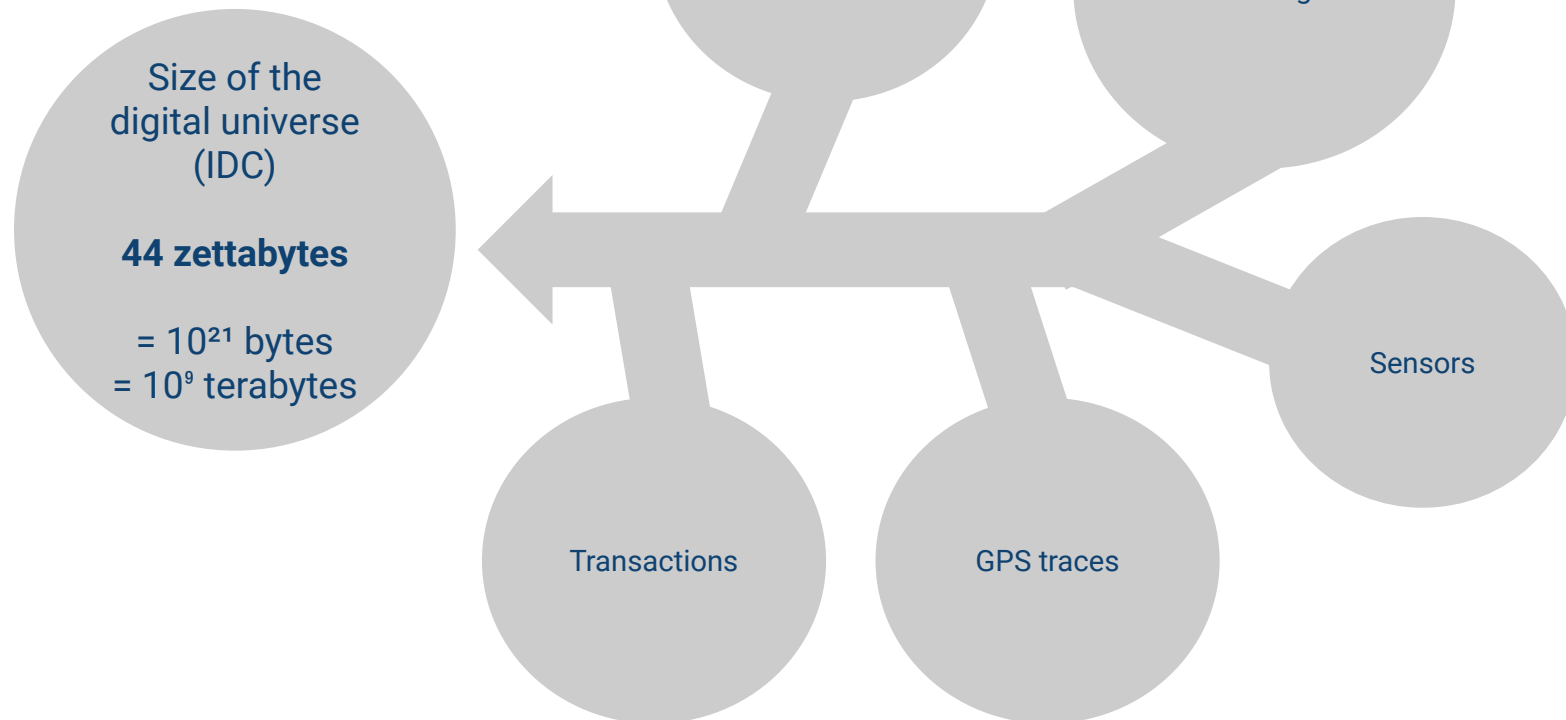 Size of the
digital universe
(IDC)
44 zettabytes
= 10²¹ bytes
= 10⁹ terabytes
Sensors
Transactions
GPS traces